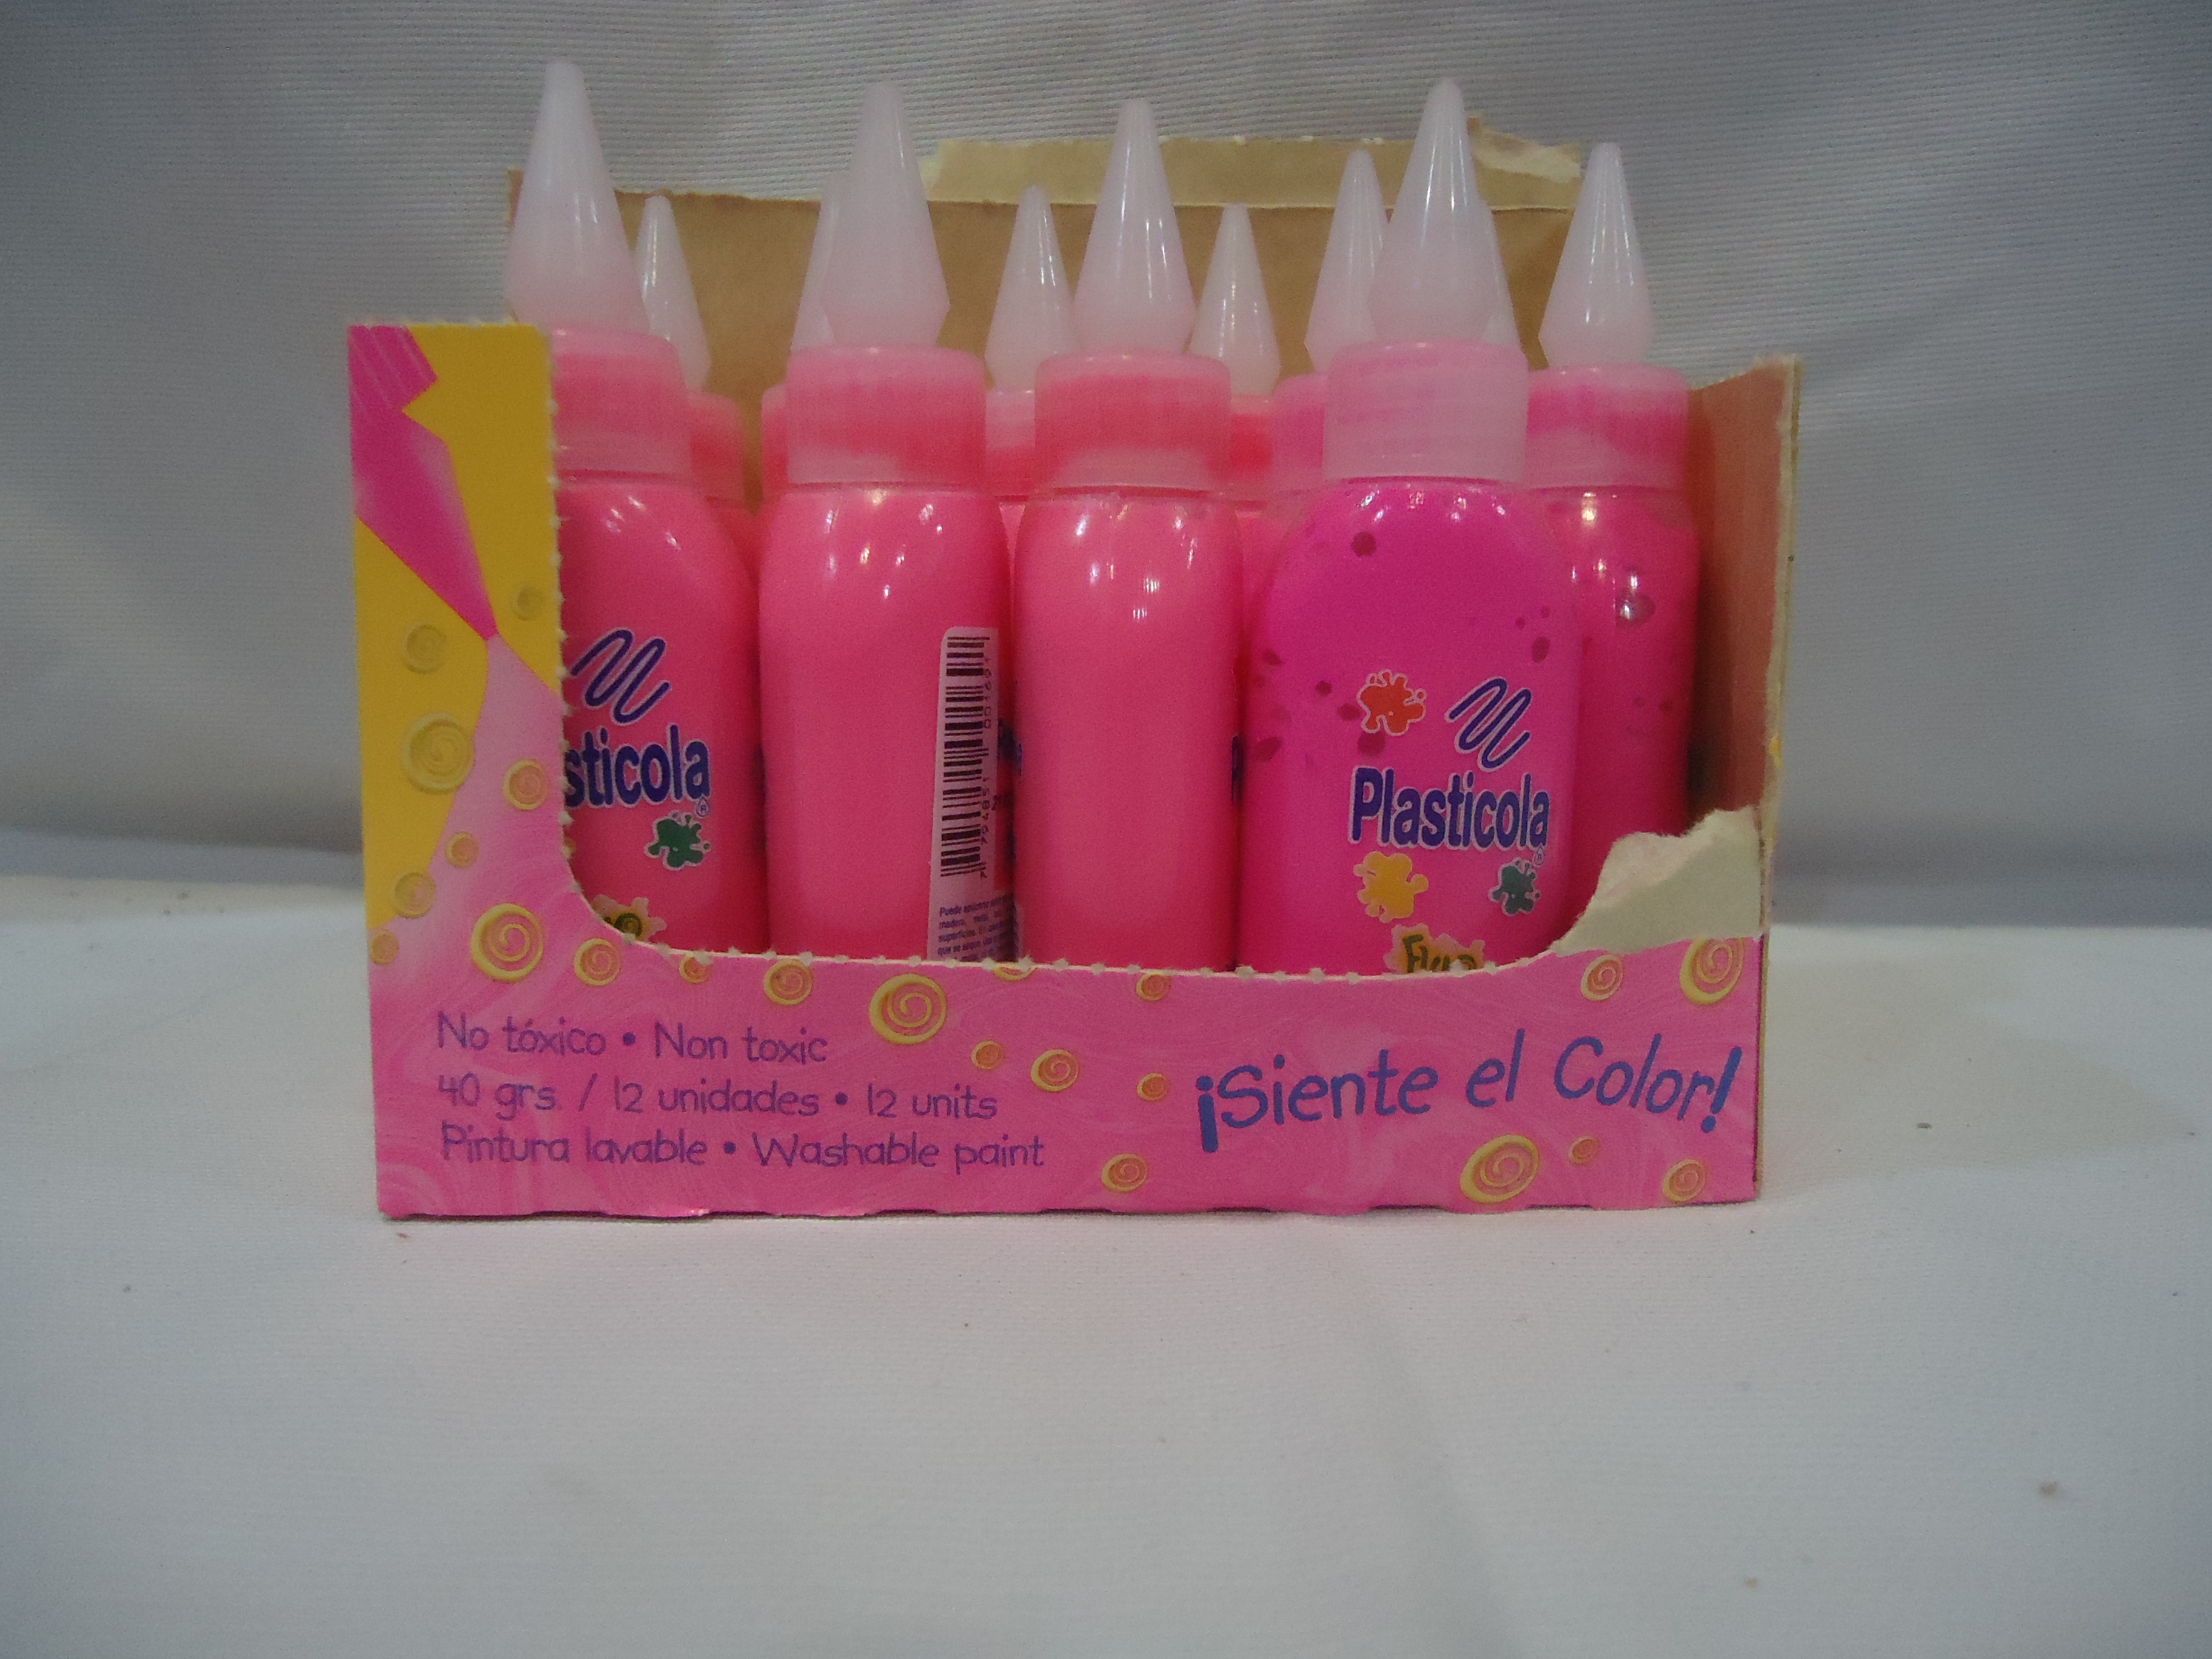 sticola
Plasticola
Fluo
No tóxico • Non toxic
40 grs. / 12 unidades • 12 units
Pintura lavable • Washable paint
¡Siente el Color!